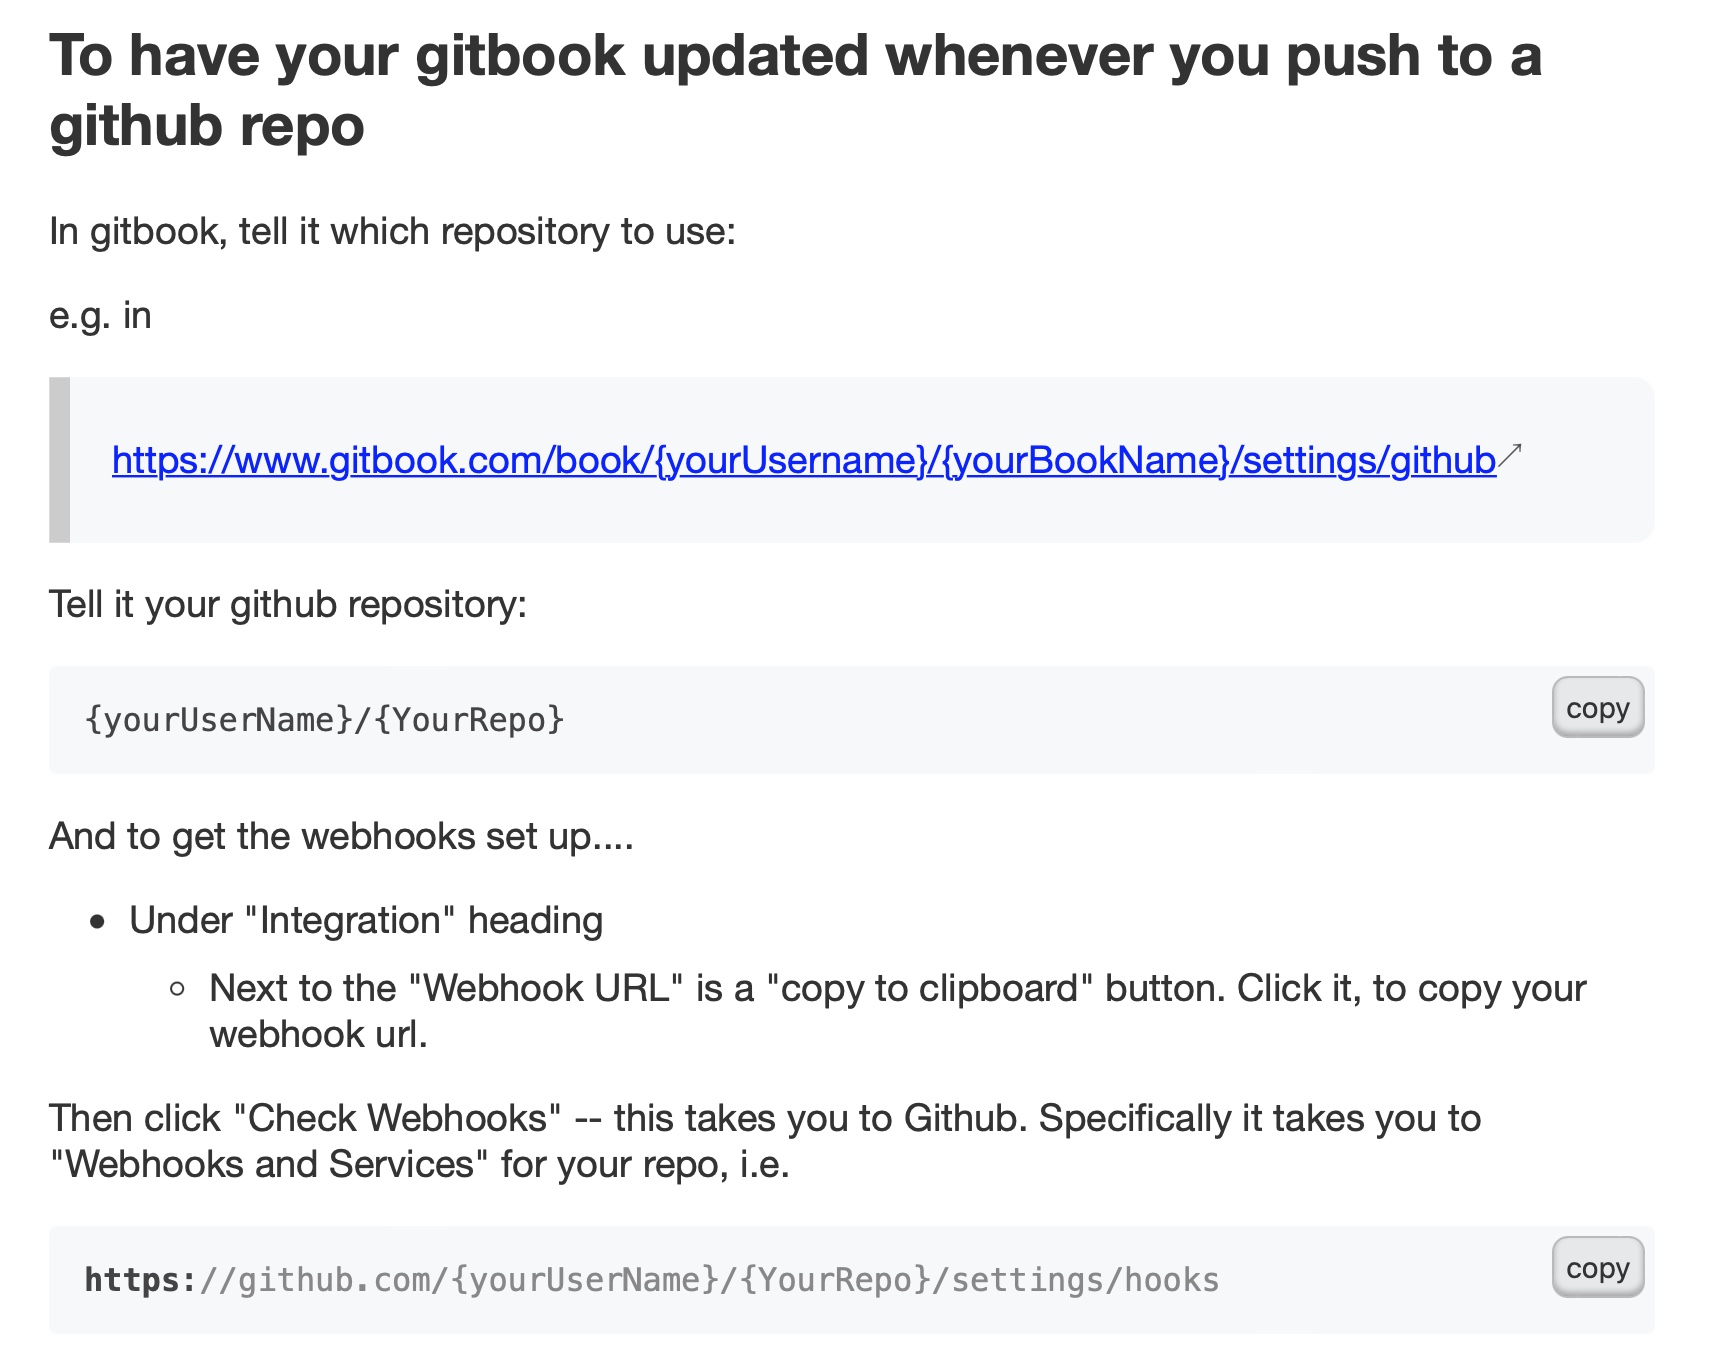 To have your gitbook updated whenever you push to a
github repo
In gitbook, tell it which repository to use:
e.g. in
https://www.gitbook.com/book/{yourUsername}/{yourBookName}/settings/github
Tell it your github repository:
{yourUserName}/{YourRepo}
copy
And to get the webhooks set up....
Under "Integration" heading
Next to the "Webhook URL" is a "copy to clipboard" button. Click it, to copy your
webhook url.
Then click "Check Webhooks" -- this takes you to Github. Specifically it takes you to
"Webhooks and Services" for your repo, i.e.
https://github.com/{yourUserName}/{YourRepo}/settings/hooks
copy